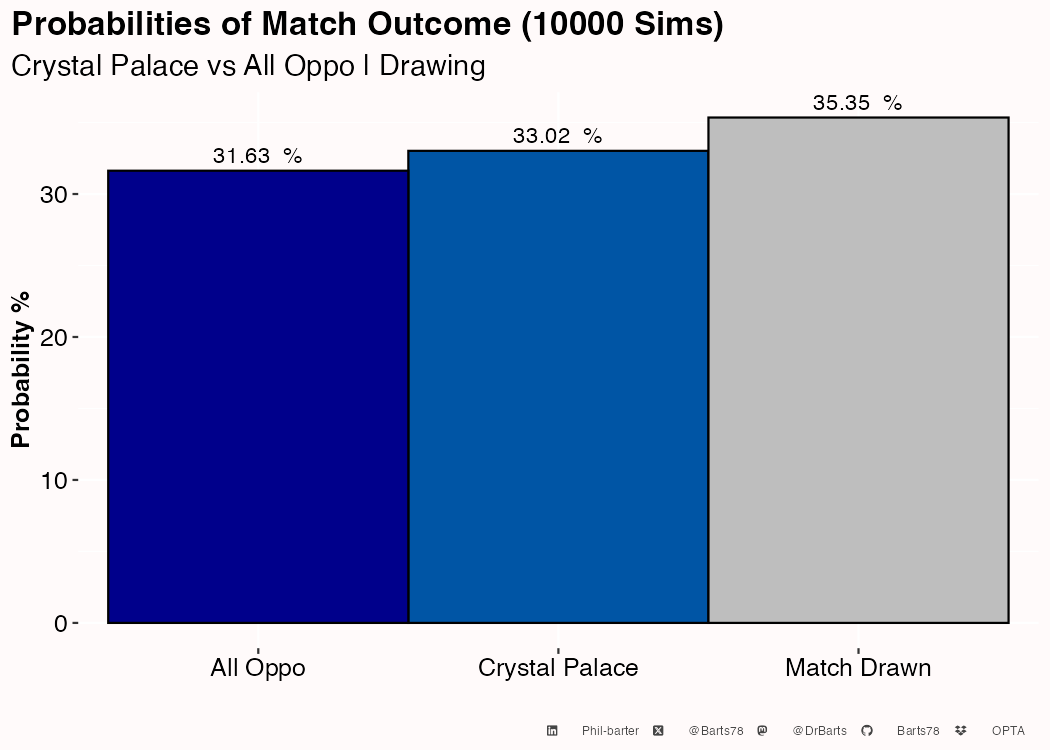 Probabilities of Match Outcome (10000 Sims)
Crystal Palace vs All Oppo | Drawing
35.35 %
33.02 %
31.63 %
30
20
10
0
Probability %
All Oppo Crystal Palace Match Drawn
Phil-barter @Barts78 @DrBarts Barts78 OPTA